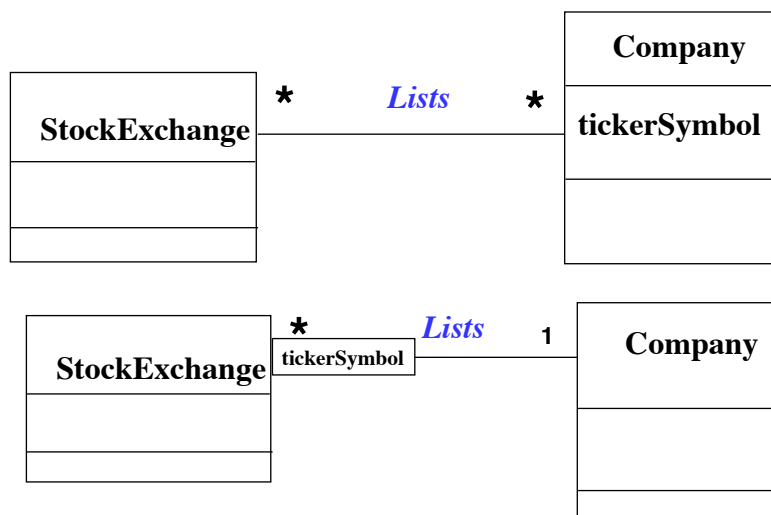 Company
* Lists *
StockExchange
tickerSymbol
* Lists 1
StockExchange tickerSymbol Company